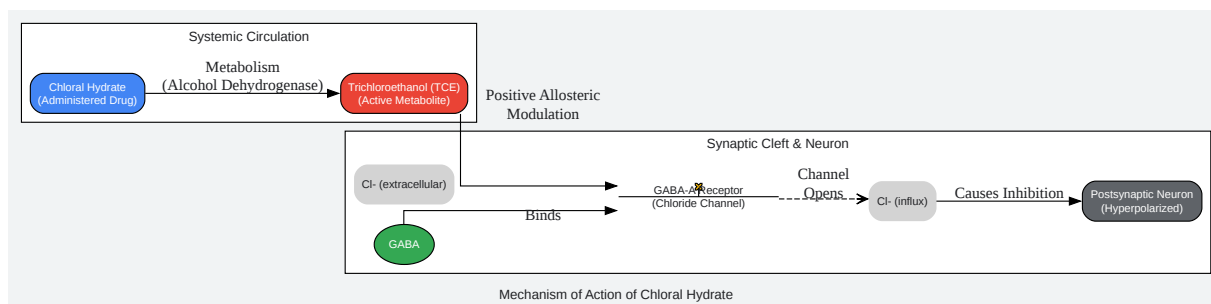 Systemic Circulation
Metabolism
(Alcohol Dehydrogenase)
Chloral Hydrate
(Administered Drug)
Trichloroethanol (TCE)
(Active Metabolite)
Positive Allosteric
Modulation
Synaptic Cleft & Neuron
Cl- (extracellular)
GABA-A Receptor
(Chloride Channel)
Channel
Opens
Cl- (influx)
Causes Inhibition
Postsynaptic Neuron
(Hyperpolarized)
Binds
GABA
Mechanism of Action of Chloral Hydrate